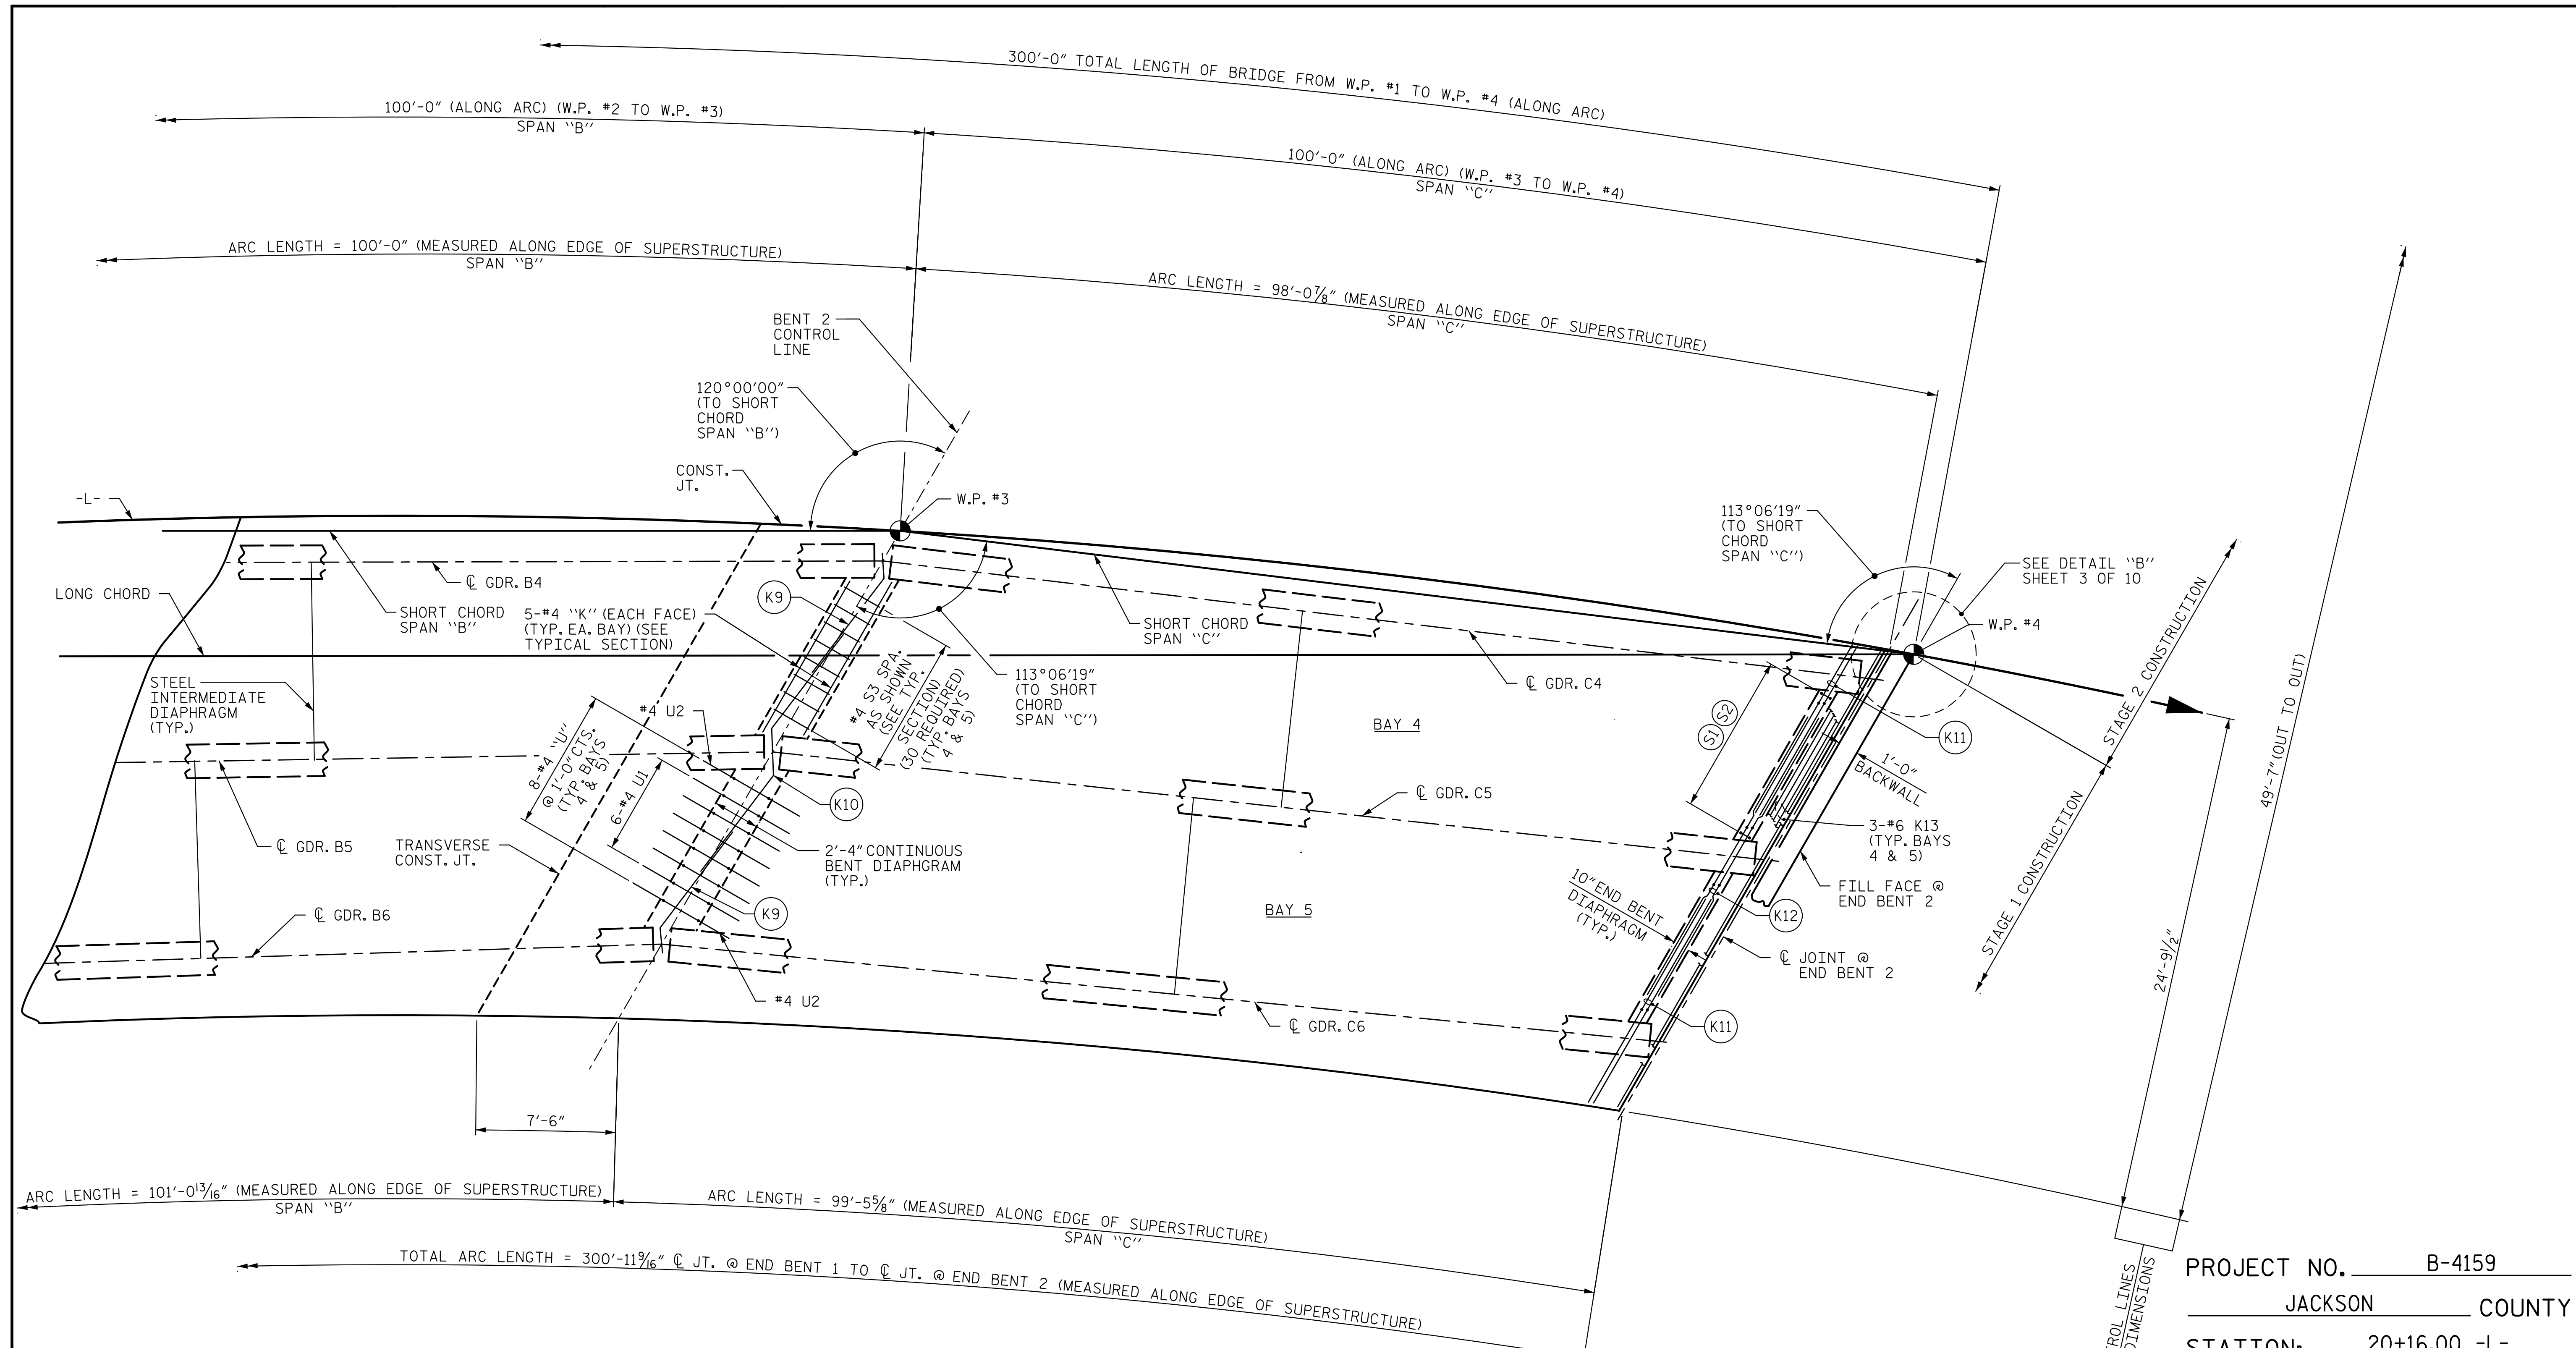 300'-0" TOTAL LENGTH OF BRIDGE FROM W.P. #1 TO W.P. #4 (ALONG ARC)
100'-0" (ALONG ARC) (W.P. #2 TO W.P. #3)
SPAN "B"
100'-0" (ALONG ARC) (W.P. #3 TO W.P. #4)
SPAN "C"
ARC LENGTH = 100'-0" (MEASURED ALONG EDGE OF SUPERSTRUCTURE)
SPAN "B"
ARC LENGTH = 98'-0⅞" (MEASURED ALONG EDGE OF SUPERSTRUCTURE)
SPAN "C"
BENT 2
CONTROL
LINE
120°00'00"
(TO SHORT
CHORD
SPAN "B")
CONST.
JT.
-L-
W.P. #3
113°06'19"
(TO SHORT
CHORD
SPAN "C")
SEE DETAIL "B"
SHEET 3 OF 10
W.P. #4
STAGE 2 CONSTRUCTION
STAGE 1 CONSTRUCTION
49'-7" (OUT TO OUT)
24'-9½"
℄ GDR. B4
LONG CHORD
SHORT CHORD
SPAN "B"
K9
5-#4 "K" (EACH FACE)
(TYP. EA. BAY) (SEE
TYPICAL SECTION)
SHORT CHORD
SPAN "C"
STEEL
INTERMEDIATE
DIAPHRAGM
(TYP.)
#4 S3 SPA.
AS SHOWN
(SEE TYP.
SECTION)
(30 REQUIRED)
(TYP. BAYS
4 & 5)
113°06'19"
(TO SHORT
CHORD
SPAN "C")
℄ GDR. C4
#4 U2
8-#4 "U"
@ 1'-0" CTS.
(TYP. BAYS
4 & 5)
6-#4 U1
BAY 4
S1 S2
K11
1'-0"
BACKWALL
K10
℄ GDR. C5
℄ GDR. B5
TRANSVERSE
CONST. JT.
2'-4" CONTINUOUS
BENT DIAPHGRAM
(TYP.)
3-#6 K13
(TYP. BAYS
4 & 5)
FILL FACE @
END BENT 2
℄ GDR. B6
K9
BAY 5
10" END BENT
DIAPHRAGM
(TYP.)
K12
℄ JOINT @
END BENT 2
#4 U2
℄ GDR. C6
K11
7'-6"
ARC LENGTH = 101'-0¹³⁄₁₆" (MEASURED ALONG EDGE OF SUPERSTRUCTURE)
SPAN "B"
ARC LENGTH = 99'-5⅝" (MEASURED ALONG EDGE OF SUPERSTRUCTURE)
SPAN "C"
TOTAL ARC LENGTH = 300'-11⁹⁄₁₆" ℄ JT. @ END BENT 1 TO ℄ JT. @ END BENT 2 (MEASURED ALONG EDGE OF SUPERSTRUCTURE)
LINES
DIMENSIONS
PROJECT NO. B-4159
JACKSON COUNTY
STATION: 20+16.00 -L-